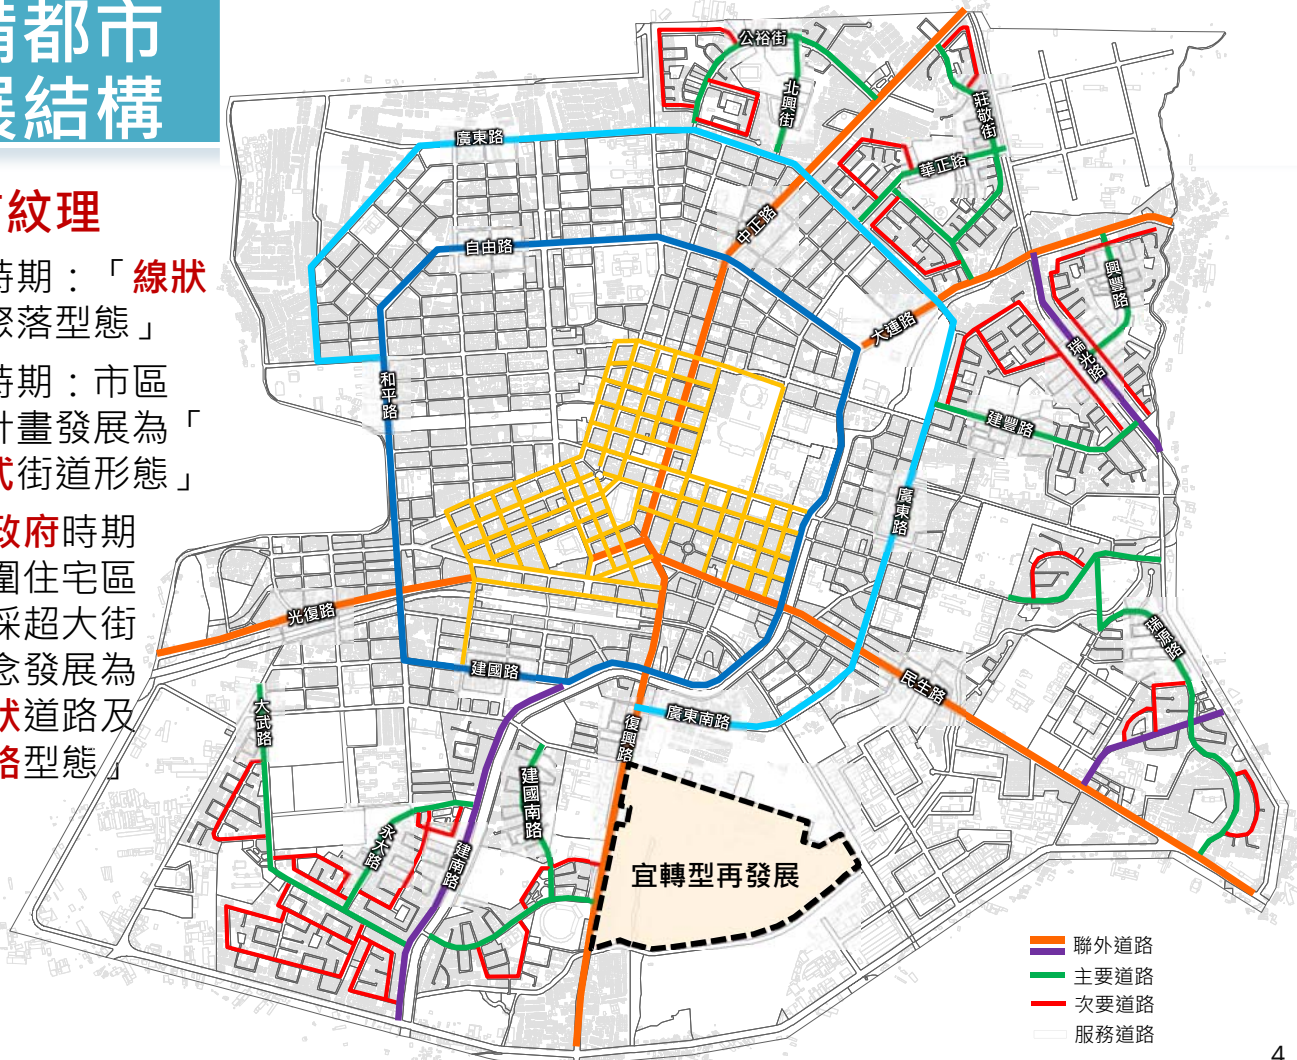 都市
展結構
紋理
時期：「線狀
聚落型態」
時期：市區
計畫發展為「
式街道形態」
政府時期
圍住宅區
採超大街
念發展為
狀道路及
路型態」
公裕街
北興街
莊敬街
廣東路
華正路
中正路
自由路
興豐路
大連路
瑞光路
和平路
建豐路
廣東路
光復路
瑞源路
建國路
民生路
大武路
廣東南路
復興路
建國南路
永大路
建南路
宜轉型再發展
聯外道路
主要道路
次要道路
服務道路
4